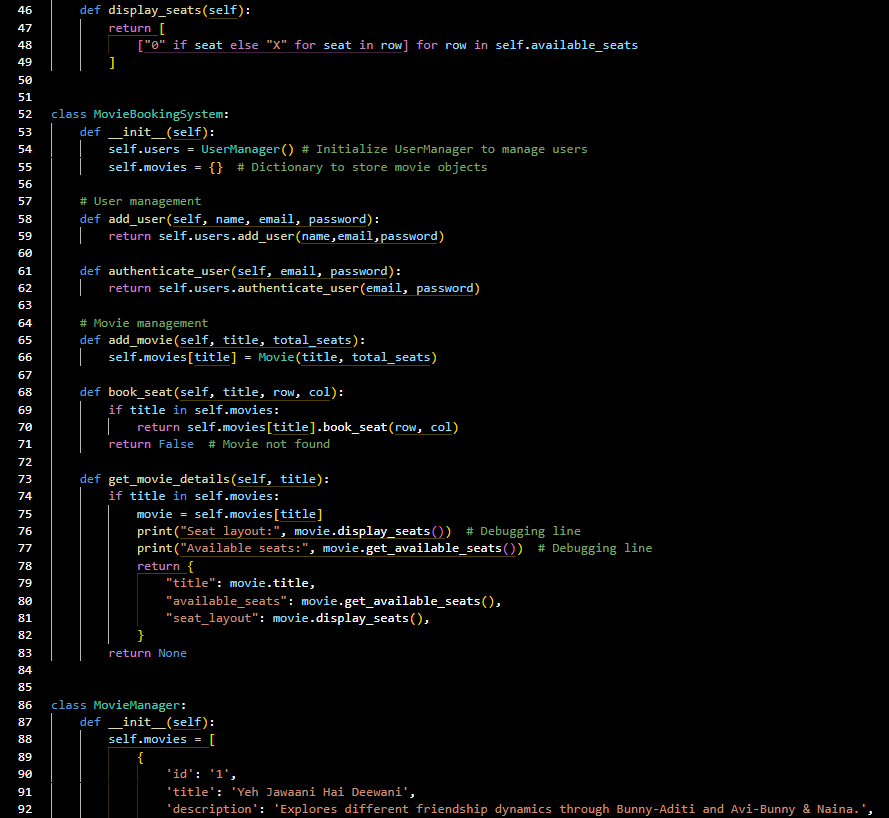 46 def display_seats(self):
47 return [
48 ["0" if seat else "X" for seat in row] for row in self.available_seats
49 ]
50
51
52 class MovieBookingSystem:
53 def __init__(self):
54 self.users = UserManager() # Initialize UserManager to manage users
55 self.movies = {}  # Dictionary to store movie objects
56
57 # User management
58 def add_user(self, name, email, password):
59 return self.users.add_user(name,email,password)
60
61 def authenticate_user(self, email, password):
62 return self.users.authenticate_user(email, password)
63
64 # Movie management
65 def add_movie(self, title, total_seats):
66 self.movies[title] = Movie(title, total_seats)
67
68 def book_seat(self, title, row, col):
69 if title in self.movies:
70 return self.movies[title].book_seat(row, col)
71 return False  # Movie not found
72
73 def get_movie_details(self, title):
74 if title in self.movies:
75 movie = self.movies[title]
76 print("Seat layout:", movie.display_seats())  # Debugging line
77 print("Available seats:", movie.get_available_seats())  # Debugging line
78 return {
79 "title": movie.title,
80 "available_seats": movie.get_available_seats(),
81 "seat_layout": movie.display_seats(),
82 }
83 return None
84
85
86 class MovieManager:
87 def __init__(self):
88 self.movies = [
89 {
90 'id': '1',
91 'title': 'Yeh Jawaani Hai Deewani',
92 'description': 'Explores different friendship dynamics through Bunny-Aditi and Avi-Bunny & Naina.',